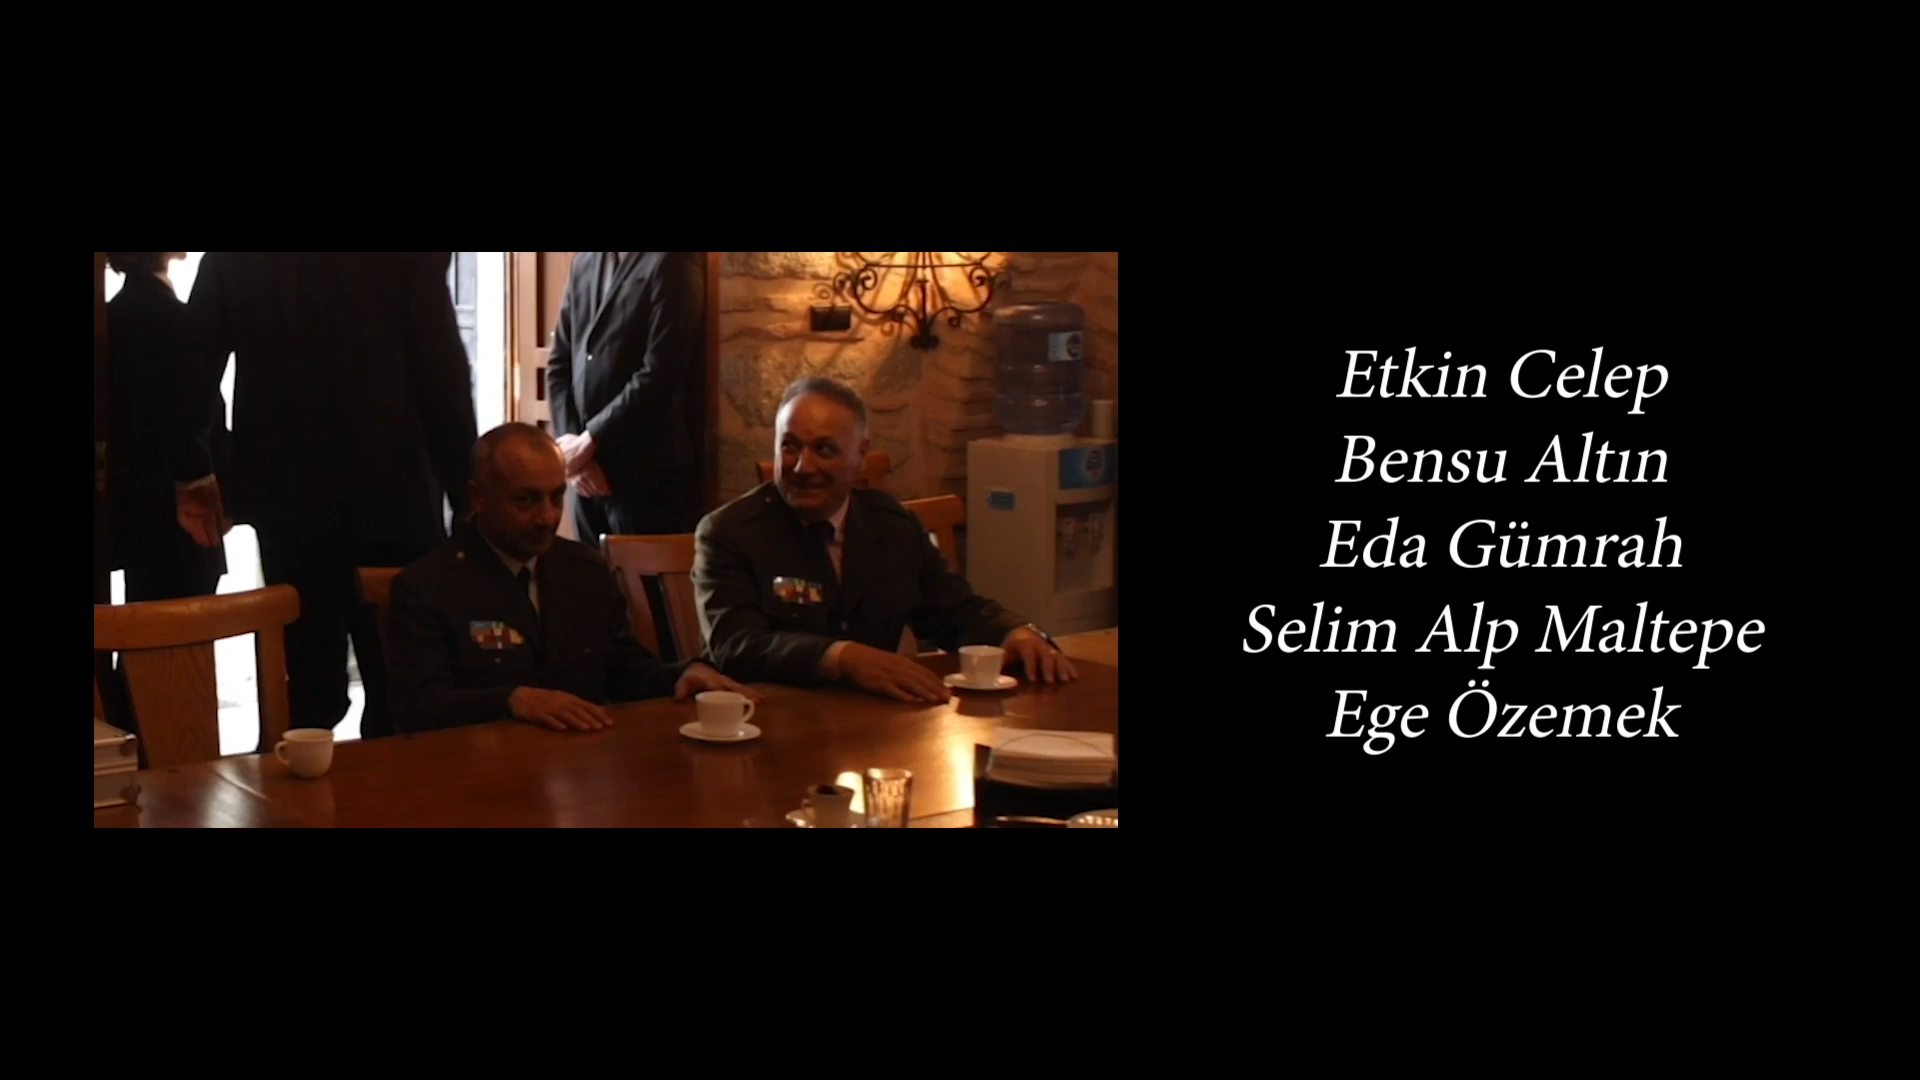 Etkin Celep
Bensu Altın
Eda Gümrah
Selim Alp Maltepe
Ege Özemek